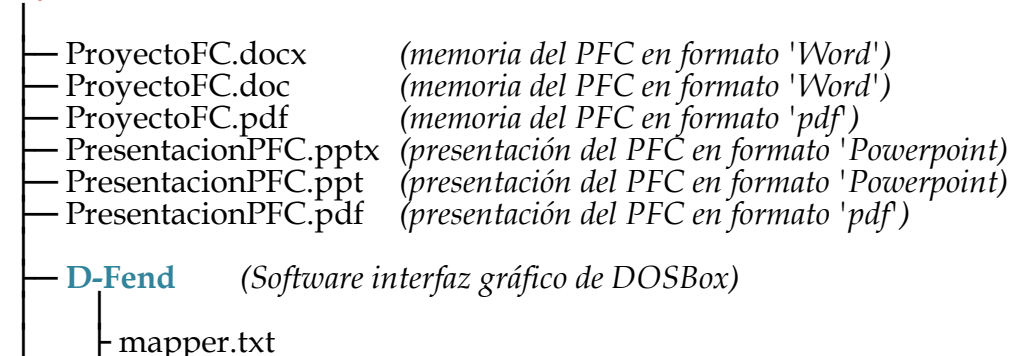 ProyectoFC.docx (memoria del PFC en formato 'Word')
ProyectoFC.doc (memoria del PFC en formato 'Word')
ProyectoFC.pdf (memoria del PFC en formato 'pdf')
PresentacionPFC.pptx (presentación del PFC en formato 'Powerpoint)
PresentacionPFC.ppt (presentación del PFC en formato 'Powerpoint)
PresentacionPFC.pdf (presentación del PFC en formato 'pdf')
D-Fend (Software interfaz gráfico de DOSBox)
mapper.txt